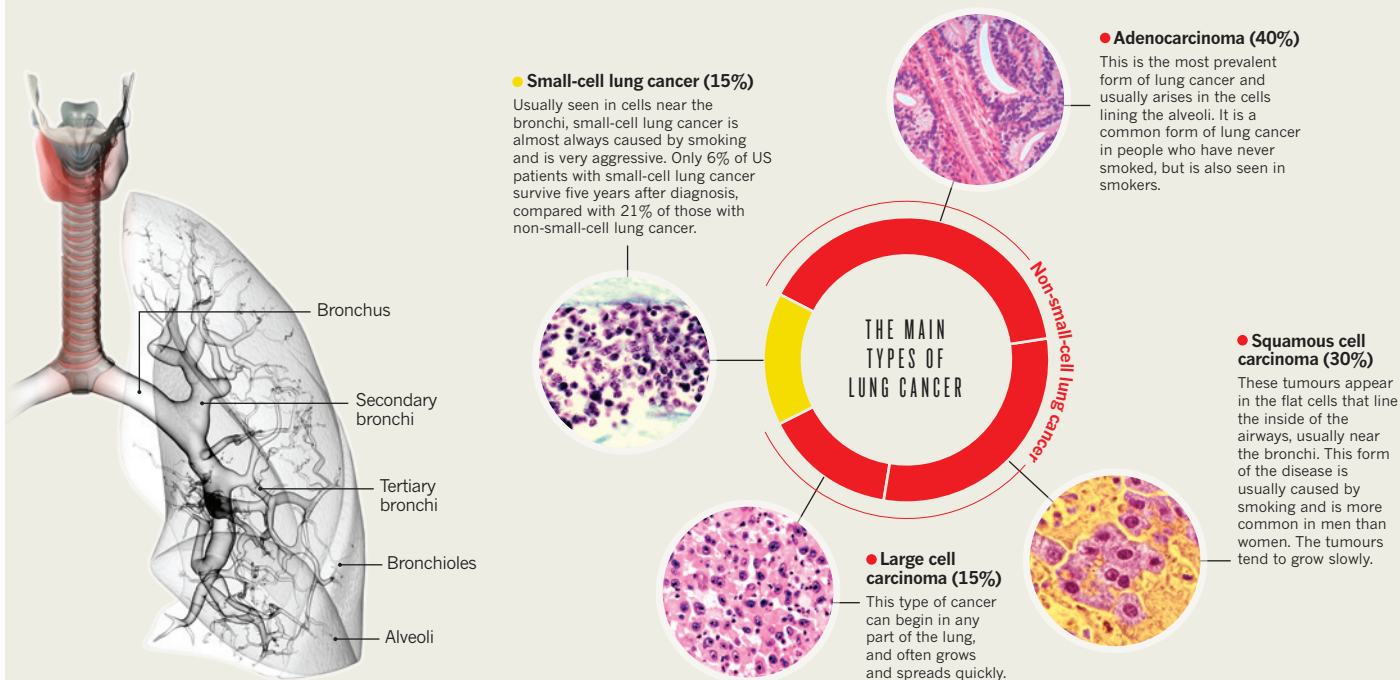 Bronchus
Secondary
bronchi
Tertiary
bronchi
Bronchioles
Alveoli
Small-cell lung cancer (15%)
Usually seen in cells near the
bronchi, small-cell lung cancer is
almost always caused by smoking
and is very aggressive. Only 6% of US
patients with small-cell lung cancer
survive five years after diagnosis,
compared with 21% of those with
non-small-cell lung cancer.
Adenocarcinoma (40%)
This is the most prevalent
form of lung cancer and
usually arises in the cells
lining the alveoli. It is a
common form of lung cancer
in people who have never
smoked, but is also seen in
smokers.
THE MAIN
TYPES OF
LUNG CANCER
Non-small-cell lung cancer
Squamous cell
carcinoma (30%)
These tumours appear
in the flat cells that line
the inside of the
airways, usually near
the bronchi. This form
of the disease is
usually caused by
smoking and is more
common in men than
women. The tumours
tend to grow slowly.
Large cell
carcinoma (15%)
This type of cancer
can begin in any
part of the lung,
and often grows
and spreads quickly.